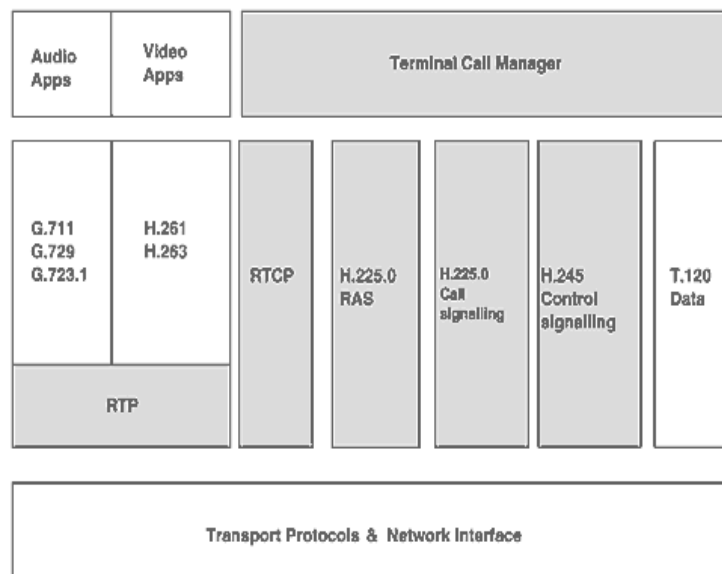 Audio
Apps
Video
Apps
Terminal Call Manager
G.711
G.729
G.723.1
H.261
H.263
RTP
RTCP
H.225.0
RAS
H.225.0
Call
signalling
H.245
Control
signalling
T.120
Data
Transport Protocols & Network Interface